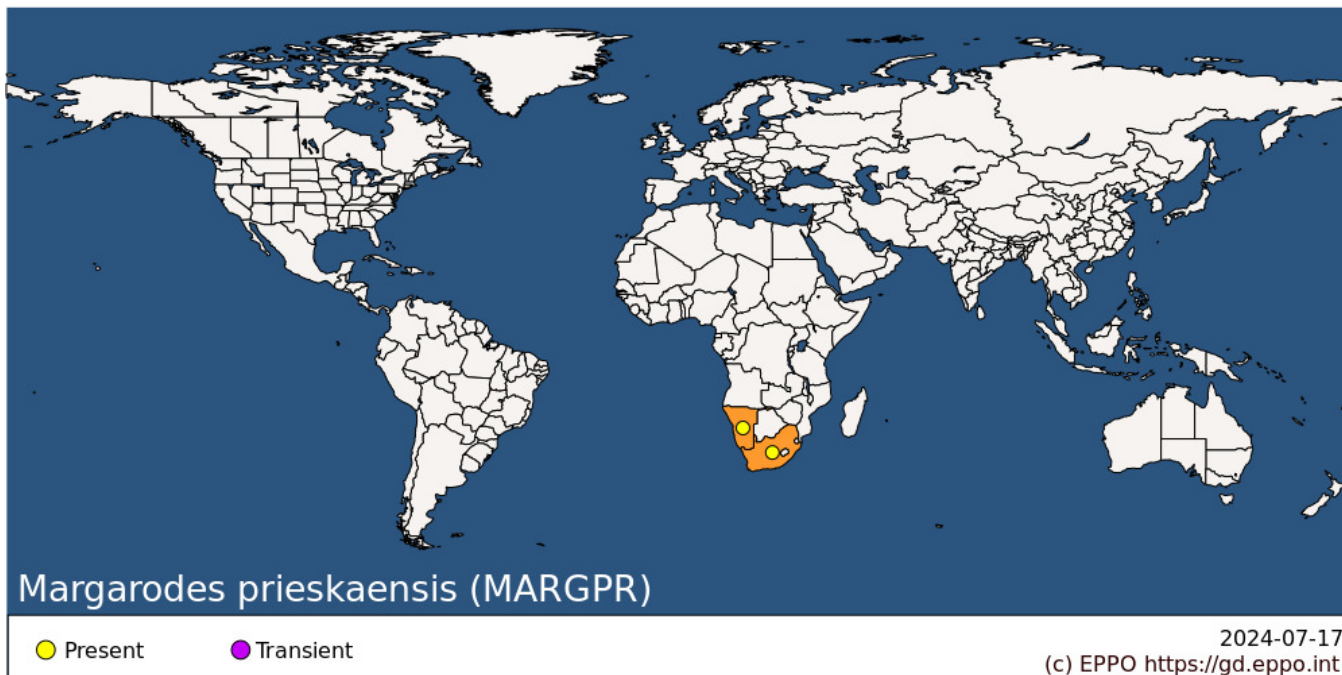 Margarodes prieskaensis (MARGPR)
Present
Transient
2024-07-17
(c) EPPO https://gd.eppo.int